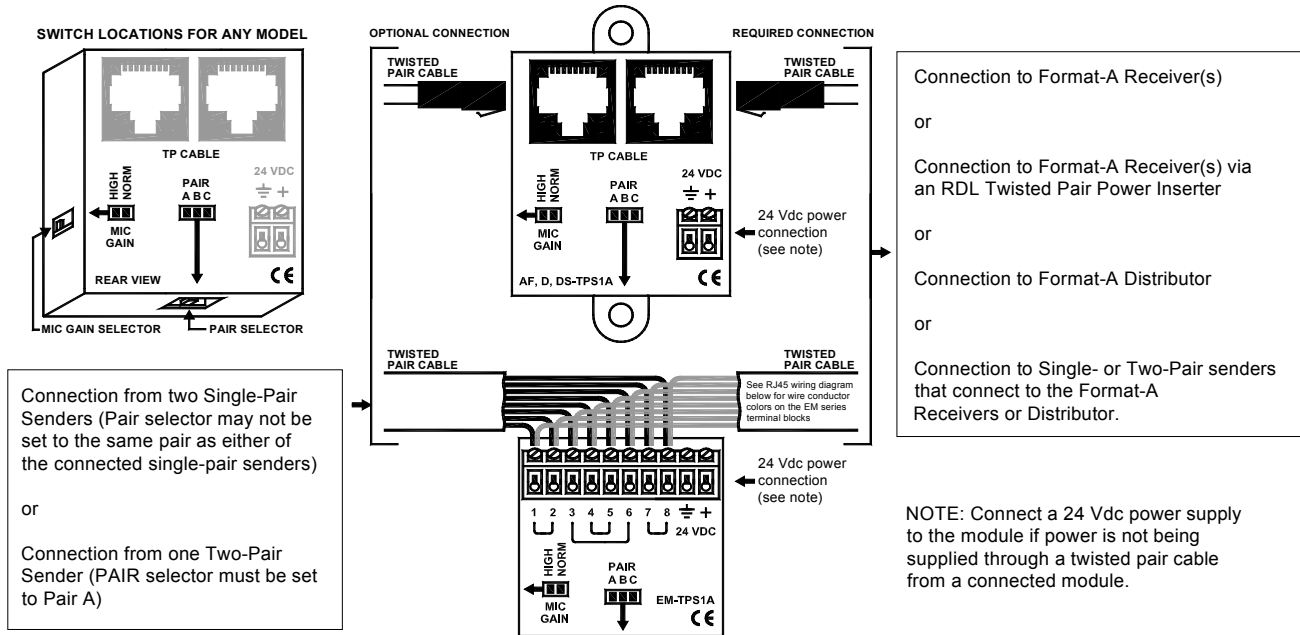 SWITCH LOCATIONS FOR ANY MODEL
TP CABLE
HIGH
NORM
MIC
GAIN
PAIR
A B C
24 VDC
+
REAR VIEW
CE
MIC GAIN SELECTOR
PAIR SELECTOR
OPTIONAL CONNECTION
REQUIRED CONNECTION
TWISTED
PAIR CABLE
TWISTED
PAIR CABLE
TP CABLE
HIGH
NORM
MIC
GAIN
PAIR
A B C
24 VDC
+
AF, D, DS-TPS1A
CE
24 Vdc power
connection
(see note)
Connection to Format-A Receiver(s)
or
Connection to Format-A Receiver(s) via
an RDL Twisted Pair Power Inserter
or
Connection to Format-A Distributor
or
Connection to Single- or Two-Pair senders
that connect to the Format-A
Receivers or Distributor.
Connection from two Single-Pair
Senders (Pair selector may not be
set to the same pair as either of
the connected single-pair senders)
or
Connection from one Two-Pair
Sender (PAIR selector must be set
to Pair A)
TWISTED
PAIR CABLE
TWISTED
PAIR CABLE
See RJ45 wiring diagram
below for wire conductor
colors on the EM series
terminal blocks
24 Vdc power
connection
(see note)
1 2 3 4 5 6 7 8 +
24 VDC
HIGH
NORM
MIC
GAIN
PAIR
A B C
EM-TPS1A
CE
NOTE: Connect a 24 Vdc power supply
to the module if power is not being
supplied through a twisted pair cable
from a connected module.